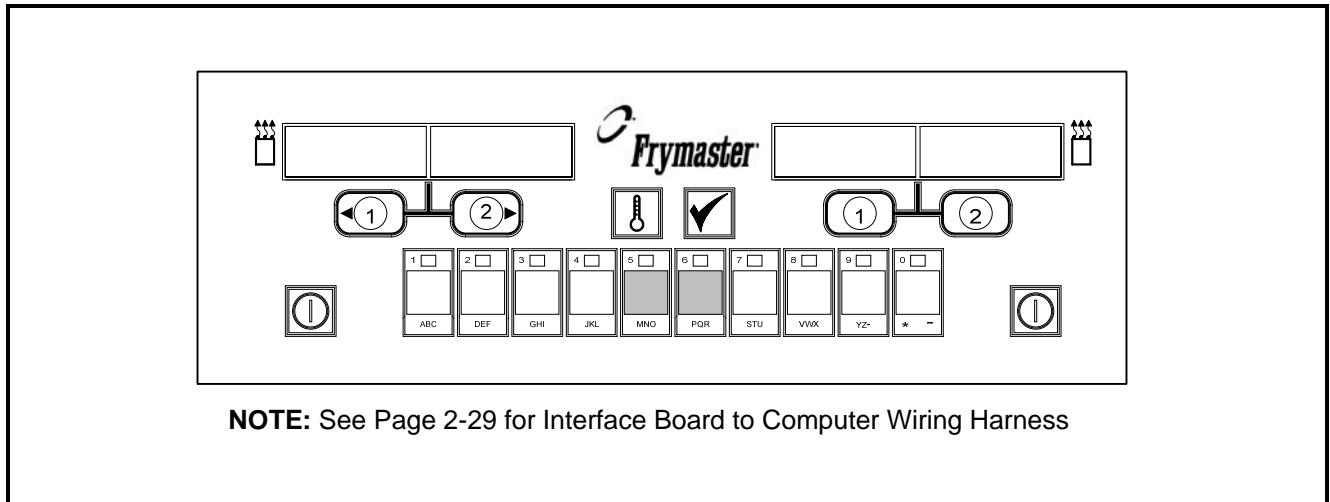 Frymaster
1 2 1 2
1 2 3 4 5 6 7 8 9 0
ABC DEF GHI JKL MNO PQR STU VWX YZ- * -
NOTE: See Page 2-29 for Interface Board to Computer Wiring Harness